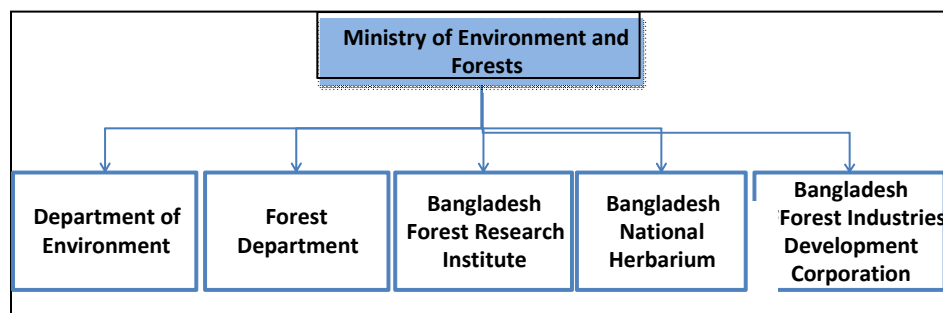 Ministry of Environment and
Forests
Department of
Environment
Forest
Department
Bangladesh
Forest Research
Institute
Bangladesh
National
Herbarium
Bangladesh
Forest Industries
Development
Corporation